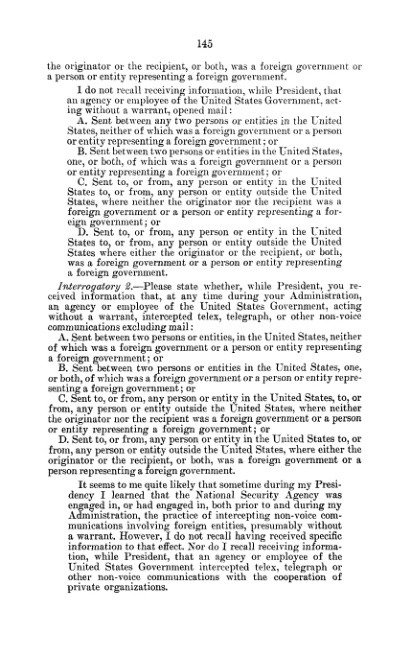 145
the originator or the recipient, or both, was a foreign government or
a person or entity representing a foreign government.
I do not recall receiving information, while President, that
an agency or employee of the United States Government, act-
ing without a warrant, opened mail:
A. Sent between any two persons or entities in the United
States, neither of which was a foreign government or a person
or entity representing a foreign government; or
B. Sent between two persons or entities in the United States,
one, or both, of which was a foreign government or a person
or entity representing a foreign government; or
C. Sent to, or from, any person or entity in the United
States to, or from, any person or entity outside the United
States, where neither the originator nor the recipient was a
foreign government or a person or entity representing a for-
eign government; or
D. Sent to, or from, any person or entity in the United
States to, or from, any person or entity outside the United
States where either the originator or the recipient, or both,
was a foreign government or a person or entity representing
a foreign government.
Interrogatory 2.—Please state whether, while President, you re-
ceived information that, at any time during your Administration,
an agency or employee of the United States Government, acting
without a warrant, intercepted telex, telegraph, or other non-voice
communications excluding mail:
A. Sent between two persons or entities, in the United States, neither
of which was a foreign government or a person or entity representing
a foreign government; or
B. Sent between two persons or entities in the United States, one,
or both, of which was a foreign government or a person or entity repre-
senting a foreign government; or
C. Sent to, or from, any person or entity in the United States, to, or
from, any person or entity outside the United States, where neither
the originator nor the recipient was a foreign government or a person
or entity representing a foreign government; or
D. Sent to, or from, any person or entity in the United States to, or
from, any person or entity outside the United States, where either the
originator or the recipient, or both, was a foreign government or a
person representing a foreign government.
It seems to me quite likely that sometime during my Presi-
dency I learned that the National Security Agency was
engaged in, or had engaged in, both prior to and during my
Administration, the practice of intercepting non-voice com-
munications involving foreign entities, presumably without
a warrant. However, I do not recall having received specific
information to that effect. Nor do I recall receiving informa-
tion, while President, that an agency or employee of the
United States Government intercepted telex, telegraph or
other non-voice communications with the cooperation of
private organizations.